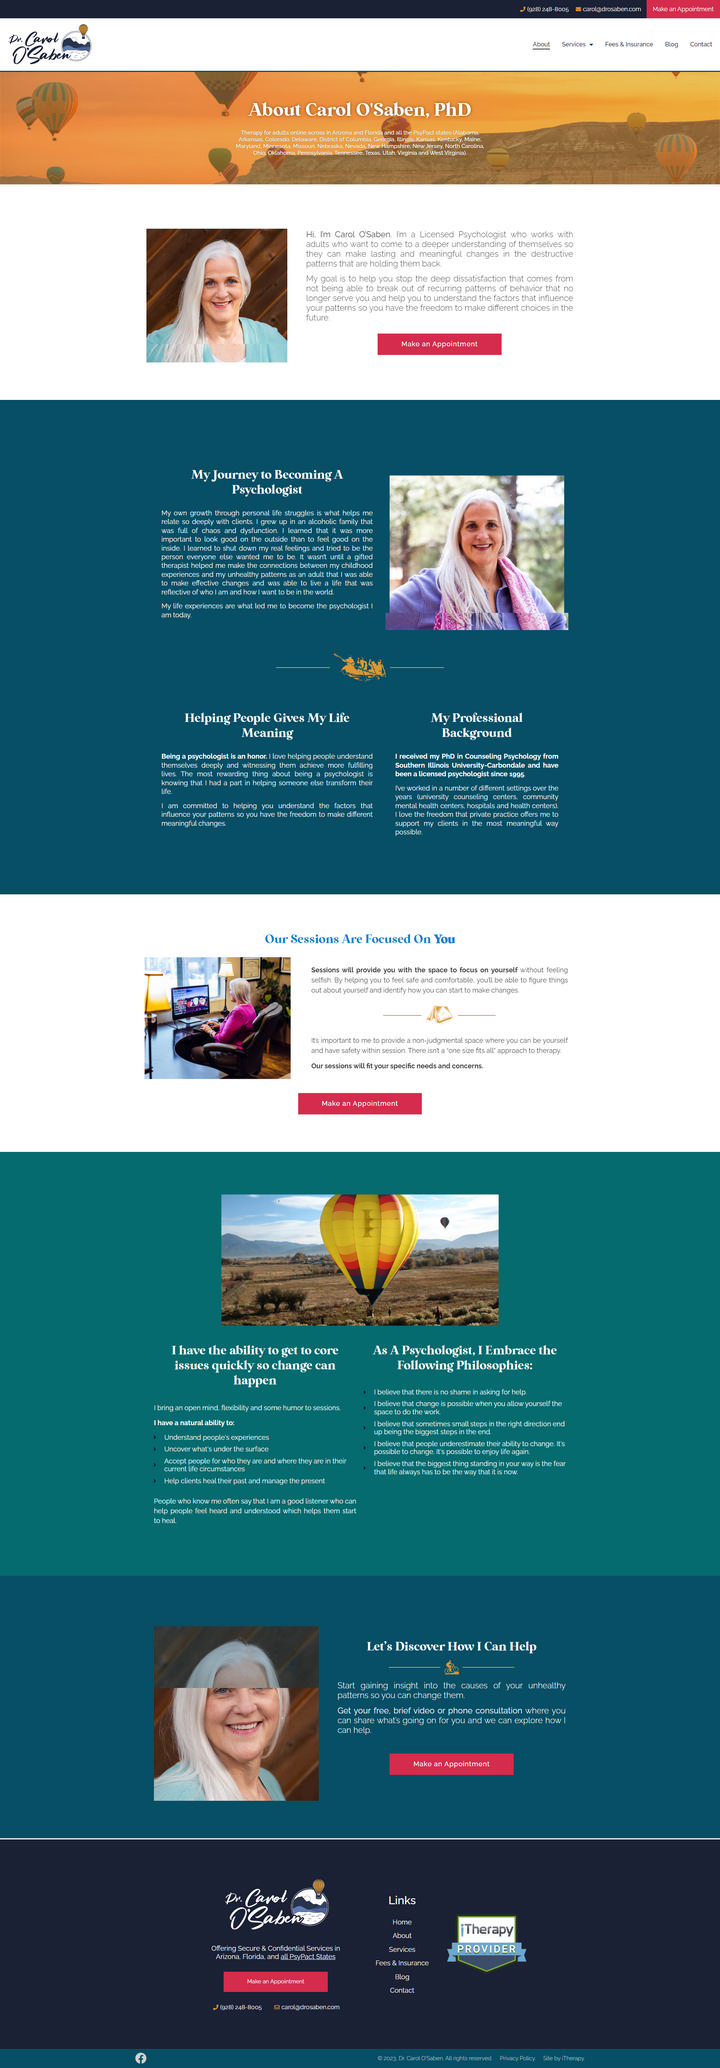 (928) 248-8005 carol@drosaben.com Make an Appointment
Dr. Carol
O'Saben
About Services Fees & Insurance Blog Contact
About Carol O'Saben, PhD
Therapy for adults online across in Arizona and Florida and all the PsyPact states (Alabama,
Arkansas, Colorado, Delaware, District of Columbia, Georgia, Illinois, Kansas, Kentucky, Maine,
Maryland, Minnesota, Missouri, Nebraska, Nevada, New Hampshire, New Jersey, North Carolina,
Ohio, Oklahoma, Pennsylvania, Tennessee, Texas, Utah, Virginia and West Virginia).
Hi, I'm Carol O'Saben. I'm a Licensed Psychologist who works with
adults who want to come to a deeper understanding of themselves so
they can make lasting and meaningful changes in the destructive
patterns that are holding them back.
My goal is to help you stop the deep dissatisfaction that comes from
not being able to break out of recurring patterns of behavior that no
longer serve you and help you to understand the factors that influence
your patterns so you have the freedom to make different choices in the
future.
Make an Appointment
My Journey to Becoming A
Psychologist
My own growth through personal life struggles is what helps me
relate so deeply with clients. I grew up in an alcoholic family that
was full of chaos and dysfunction. I learned that it was more
important to look good on the outside than to feel good on the
inside. I learned to shut down my real feelings and tried to be the
person everyone else wanted me to be. It wasn't until a gifted
therapist helped me make the connections between my childhood
experiences and my unhealthy patterns as an adult that I was able
to make effective changes and was able to live a life that was
reflective of who I am and how I want to be in the world.
My life experiences are what led me to become the psychologist I
am today.
Helping People Gives My Life
Meaning
Being a psychologist is an honor. I love helping people understand
themselves deeply and witnessing them achieve more fulfilling
lives. The most rewarding thing about being a psychologist is
knowing that I had a part in helping someone else transform their
life.
I am committed to helping you understand the factors that
influence your patterns so you have the freedom to make different
meaningful changes.
My Professional
Background
I received my PhD in Counseling Psychology from
Southern Illinois University-Carbondale and have
been a licensed psychologist since 1995.
I've worked in a number of different settings over the
years (university counseling centers, community
mental health centers, hospitals and health centers).
I love the freedom that private practice offers me to
support my clients in the most meaningful way
possible.
Our Sessions Are Focused On You
Sessions will provide you with the space to focus on yourself without feeling
selfish. By helping you to feel safe and comfortable, you'll be able to figure things
out about yourself and identify how you can start to make changes.
It's important to me to provide a non-judgmental space where you can be yourself
and have safety within session. There isn't a "one size fits all" approach to therapy.
Our sessions will fit your specific needs and concerns.
Make an Appointment
I have the ability to get to core
issues quickly so change can
happen
I bring an open mind, flexibility and some humor to sessions.
I have a natural ability to:
Understand people's experiences
Uncover what's under the surface
Accept people for who they are and where they are in their
current life circumstances
Help clients heal their past and manage the present
People who know me often say that I am a good listener who can
help people feel heard and understood which helps them start
to heal.
As A Psychologist, I Embrace the
Following Philosophies:
I believe that there is no shame in asking for help.
I believe that change is possible when you allow yourself the
space to do the work.
I believe that sometimes small steps in the right direction end
up being the biggest steps in the end.
I believe that people underestimate their ability to change. It's
possible to change. It's possible to enjoy life again.
I believe that the biggest thing standing in your way is the fear
that life always has to be the way that it is now.
Let's Discover How I Can Help
Start gaining insight into the causes of your unhealthy
patterns so you can change them.
Get your free, brief video or phone consultation where you
can share what's going on for you and we can explore how I
can help.
Make an Appointment
Dr. Carol
O'Saben
Offering Secure & Confidential Services in
Arizona, Florida, and all PsyPact States
Make an Appointment
(928) 248-8005 carol@drosaben.com
Links
Home
About
Services
Fees & Insurance
Blog
Contact
iTherapy
PROVIDER
© 2023, Dr. Carol O'Saben. All rights reserved. Privacy Policy. Site by iTherapy